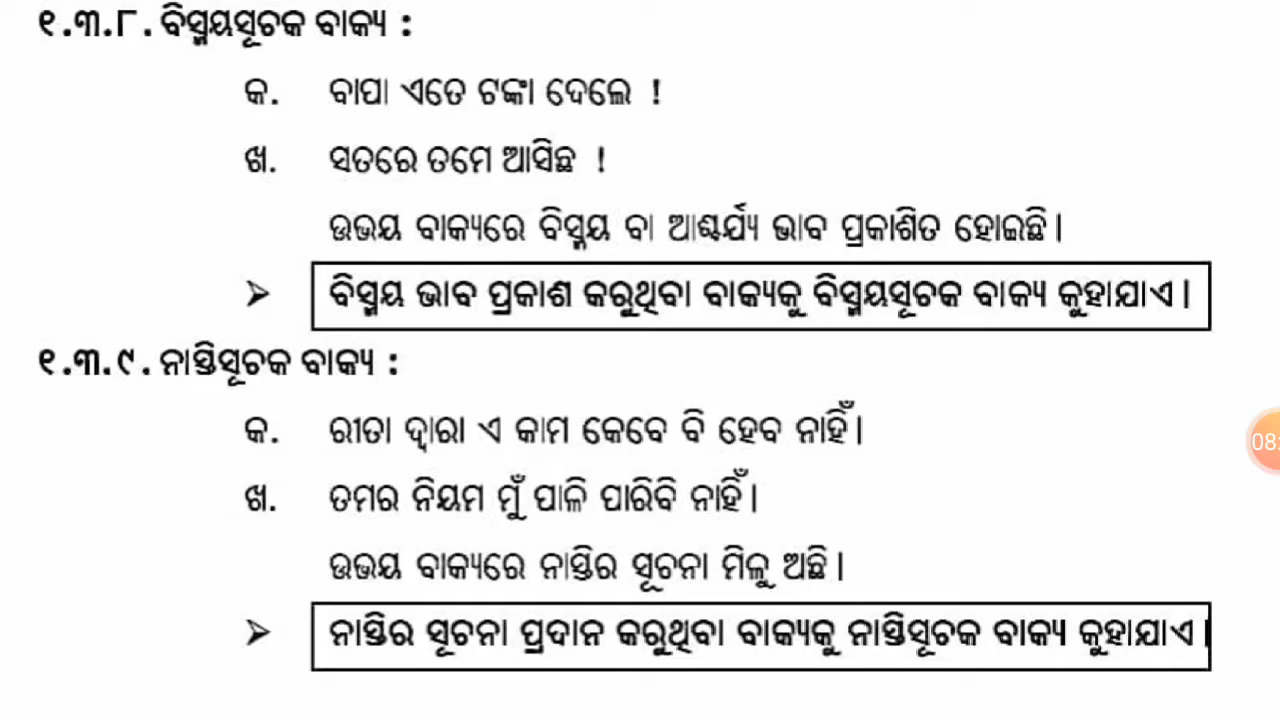 ୧.୩.୮. ବିସ୍ମୟସୂଚକ ବାକ୍ୟ :
କ. ବାପା ଏତେ ଟଙ୍କା ଦେଲେ !
ଖ. ସତରେ ତମେ ଆସିଛ !
ଉଭୟ ବାକ୍ୟରେ ବିସ୍ମୟ ବା ଆଶ୍ଚର୍ଯ୍ୟ ଭାବ ପ୍ରକାଶିତ ହୋଇଛି।
➢ ବିସ୍ମୟ ଭାବ ପ୍ରକାଶ କରୁଥିବା ବାକ୍ୟକୁ ବିସ୍ମୟସୂଚକ ବାକ୍ୟ କୁହାଯାଏ।
୧.୩.୯. ନାସ୍ତିସୂଚକ ବାକ୍ୟ :
କ. ରୀତା ଦ୍ୱାରା ଏ କାମ କେବେ ବି ହେବ ନାହିଁ।
ଖ. ତମର ନିୟମ ମୁଁ ପାଳି ପାରିବି ନାହିଁ।
ଉଭୟ ବାକ୍ୟରେ ନାସ୍ତିର ସୂଚନା ମିଳୁ ଅଛି।
➢ ନାସ୍ତିର ସୂଚନା ପ୍ରଦାନ କରୁଥିବା ବାକ୍ୟକୁ ନାସ୍ତିସୂଚକ ବାକ୍ୟ କୁହାଯାଏ।